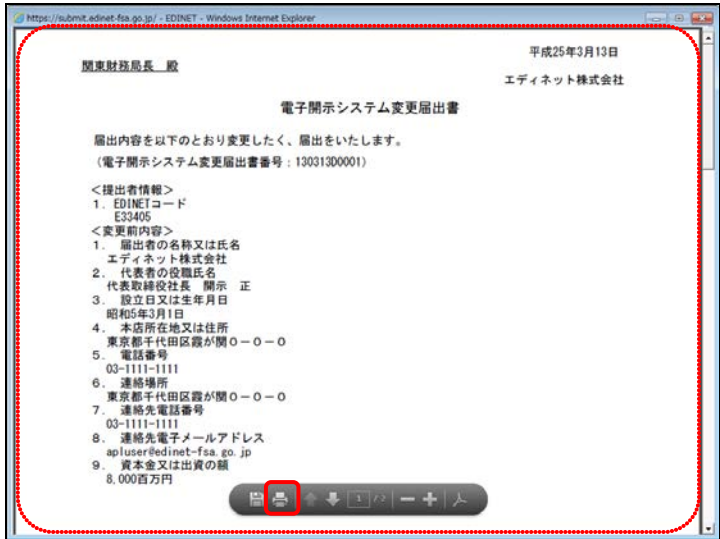 https://submit.edinet-fsa.go.jp/ - EDINET - Windows Internet Explorer
平成25年3月13日
関東財務局長　殿
エディネット株式会社
電子開示システム変更届出書
届出内容を以下のとおり変更したく、届出をいたします。
（電子開示システム変更届出書番号：13031300001）
＜提出者情報＞
1． EDINETコード
E33405
＜変更前内容＞
1． 届出者の名称又は氏名
エディネット株式会社
2． 代表者の役職氏名
代表取締役社長　開示　正
3． 設立日又は生年月日
昭和5年3月1日
4． 本店所在地又は住所
東京都千代田区霞が関０－０－０
5． 電話番号
03-1111-1111
6． 連絡場所
東京都千代田区霞が関０－０－０
7． 連絡先電話番号
03-1111-1111
8． 連絡先電子メールアドレス
apluser@edinet-fsa.go.jp
9． 資本金又は出資の額
8,000百万円
1 / 2